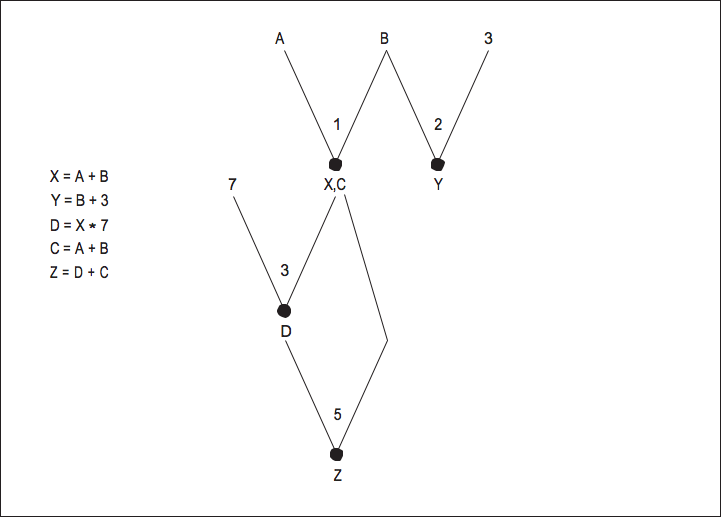 A B 3
1 2
X = A + B
7 X,C Y
Y = B + 3
D = X * 7
C = A + B
Z = D + C
3
D
5
Z